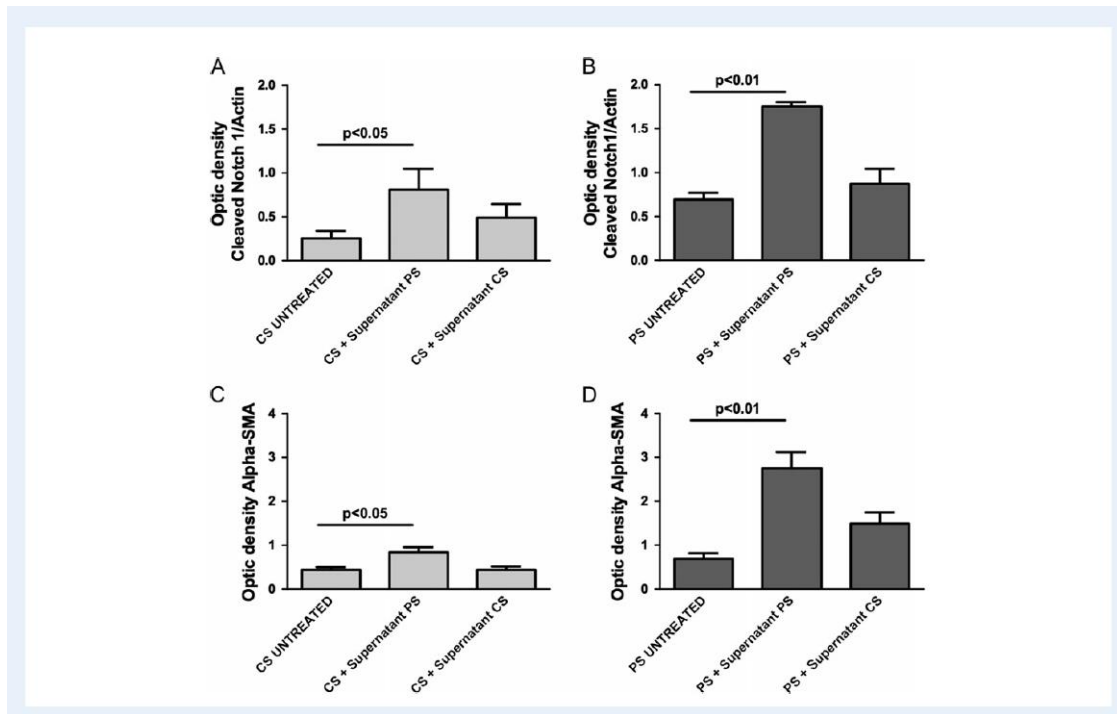 A
Optic density
Cleaved Notch 1/Actin
2.0
1.5
1.0
0.5
0.0
p<0.05
CS UNTREATED
CS + Supernatant PS
CS + Supernatant CS
B
Optic density
Cleaved Notch1/Actin
2.0
1.5
1.0
0.5
0.0
p<0.01
PS UNTREATED
PS + Supernatant PS
PS + Supernatant CS
C
Optic density Alpha-SMA
4
3
2
1
0
p<0.05
CS UNTREATED
CS + Supernatant PS
CS + Supernatant CS
D
Optic density Alpha-SMA
4
3
2
1
0
p<0.01
PS UNTREATED
PS + Supernatant PS
PS + Supernatant CS